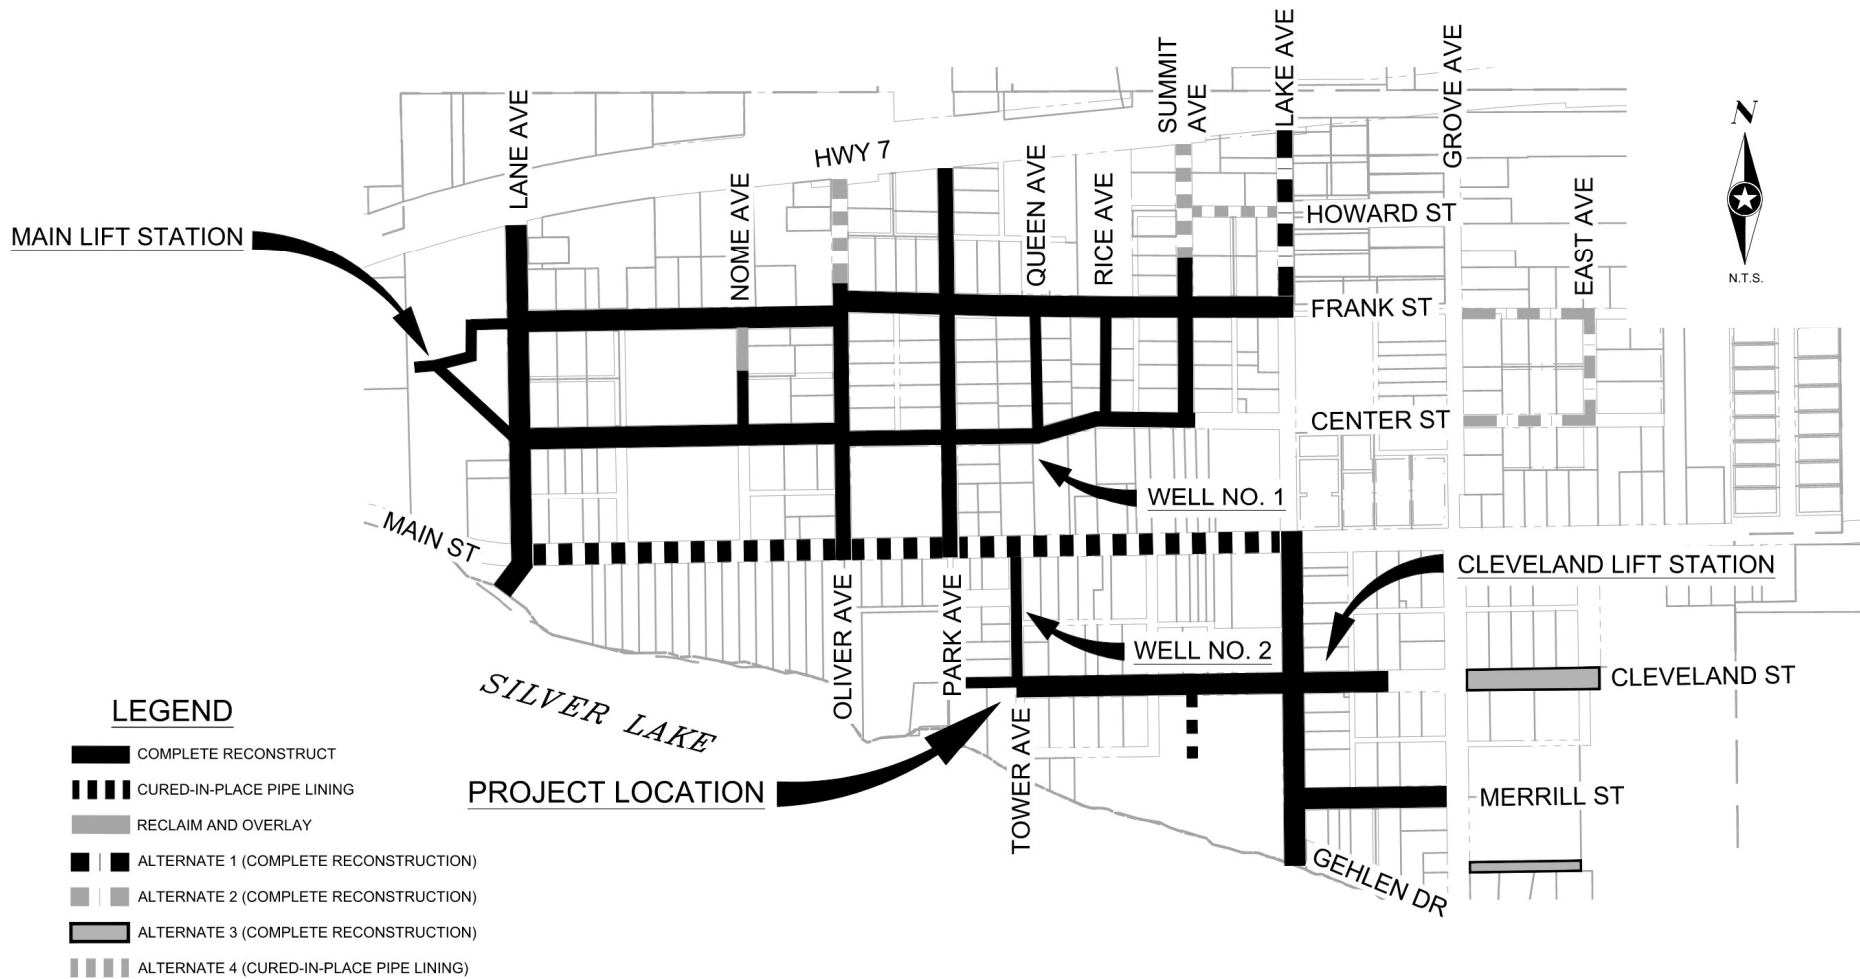 LANE AVE
NOME AVE
HWY 7
QUEEN AVE
RICE AVE
SUMMIT
AVE
LAKE AVE
GROVE AVE
EAST AVE
N
N.T.S.
MAIN LIFT STATION
HOWARD ST
FRANK ST
CENTER ST
WELL NO. 1
MAIN ST
CLEVELAND LIFT STATION
OLIVER AVE
PARK AVE
WELL NO. 2
CLEVELAND ST
SILVER LAKE
PROJECT LOCATION
TOWER AVE
MERRILL ST
GEHLEN DR
LEGEND
COMPLETE RECONSTRUCT
CURED-IN-PLACE PIPE LINING
RECLAIM AND OVERLAY
ALTERNATE 1 (COMPLETE RECONSTRUCTION)
ALTERNATE 2 (COMPLETE RECONSTRUCTION)
ALTERNATE 3 (COMPLETE RECONSTRUCTION)
ALTERNATE 4 (CURED-IN-PLACE PIPE LINING)